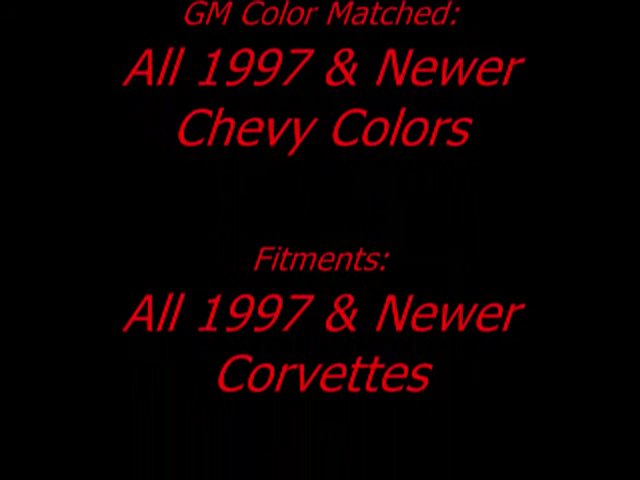 GM Color Matched:
All 1997 & Newer
Chevy Colors
Fitments:
All 1997 & Newer
Corvettes